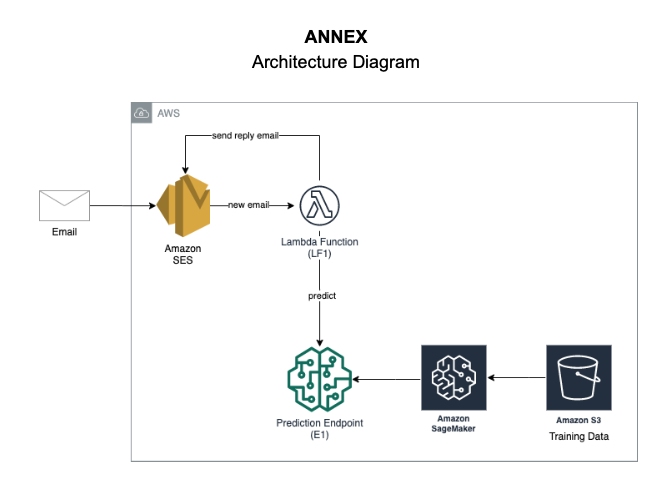 ANNEX
Architecture Diagram
AWS
send reply email
new email
Email
Amazon
SES
Lambda Function
(LF1)
predict
Prediction Endpoint
(E1)
Amazon
SageMaker
Amazon S3
Training Data